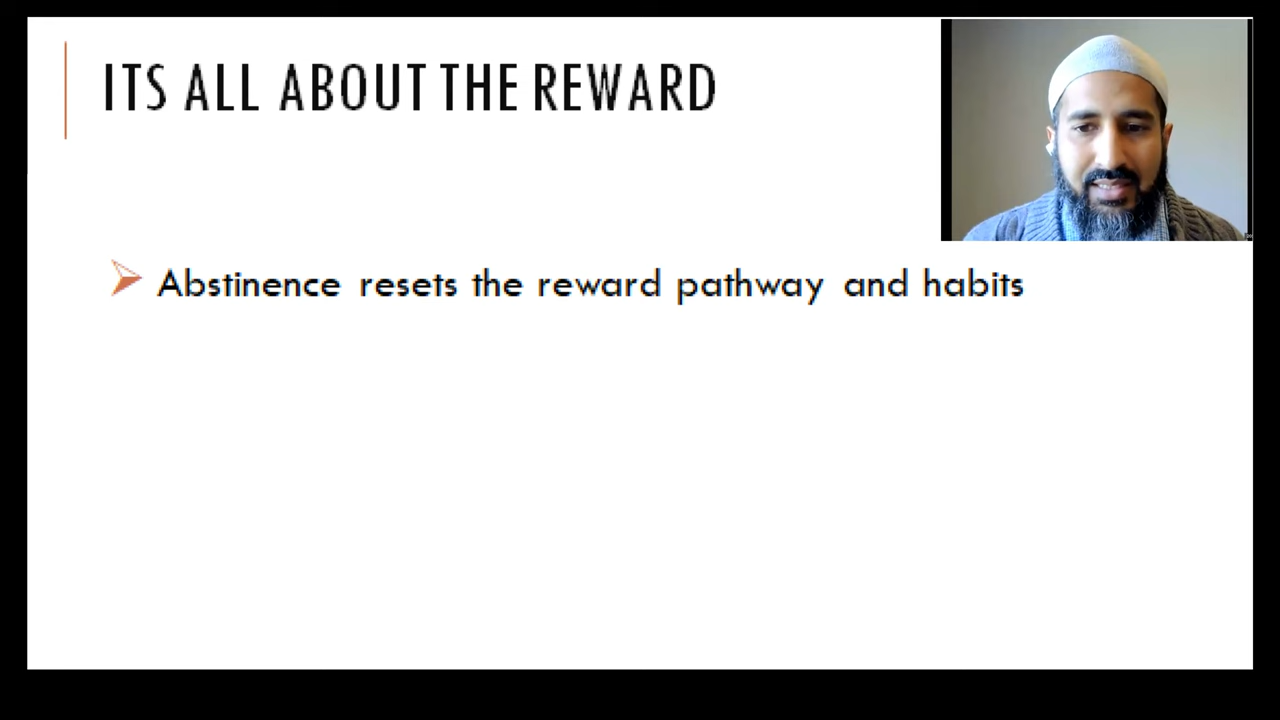 ITS ALL ABOUT THE REWARD
Abstinence resets the reward pathway and habits